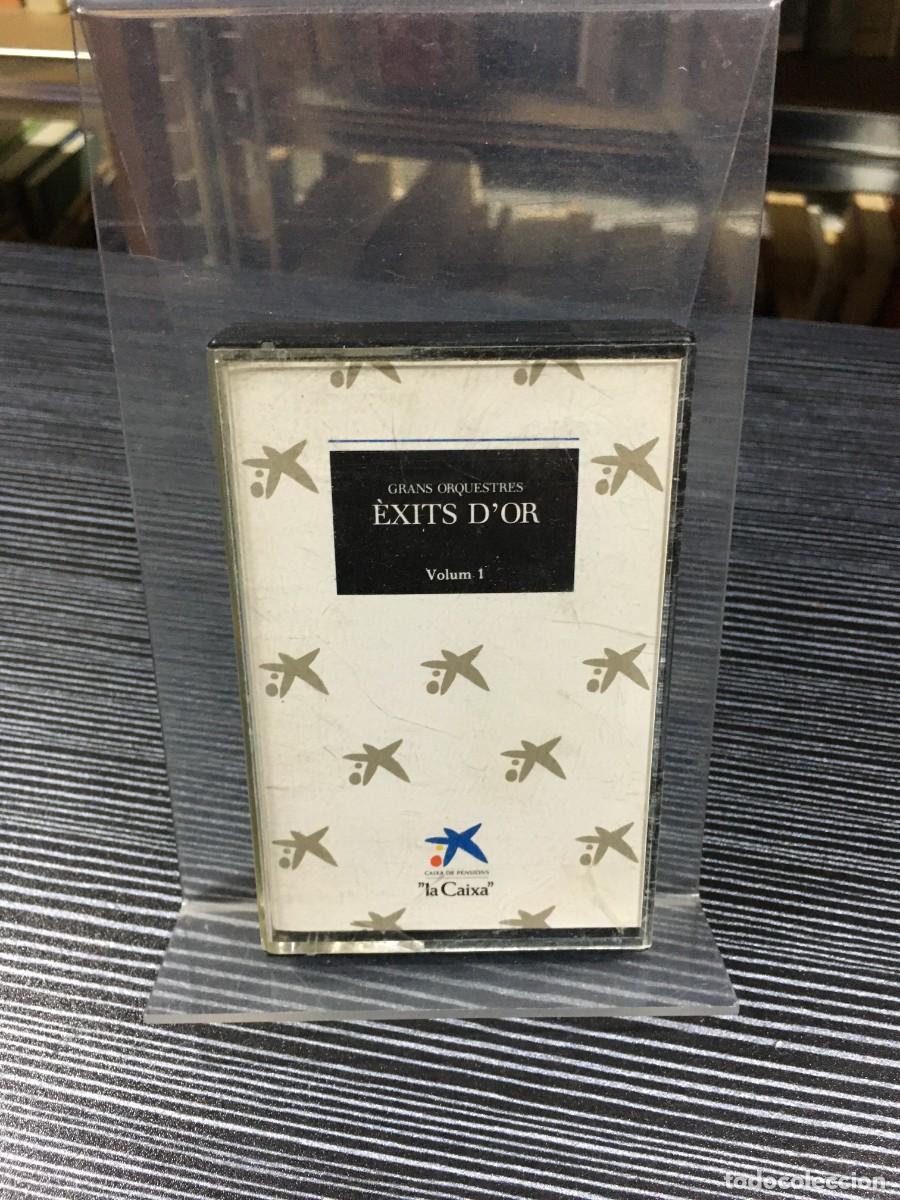 GRANS ORQUESTRES
ÈXITS D'OR
Volum 1
CAIXA DE PENSIONS
"la Caixa"
todocoleccion